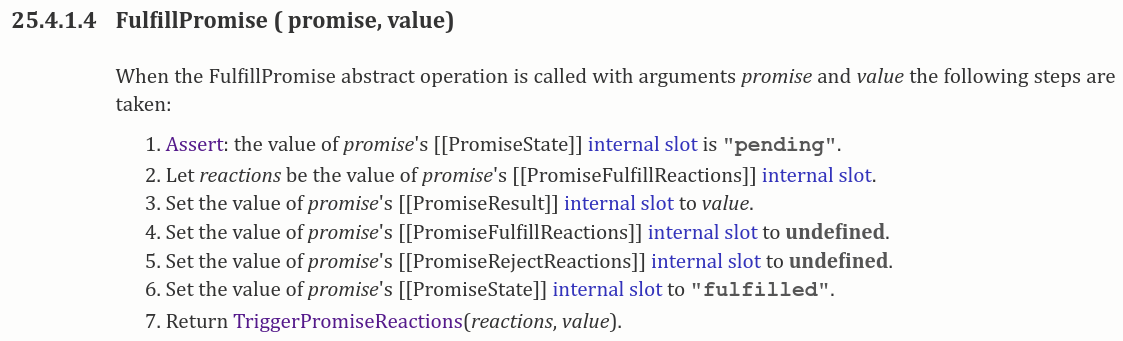 25.4.1.4 FulfillPromise ( promise, value)
When the FulfillPromise abstract operation is called with arguments promise and value the following steps are
taken:
1. Assert: the value of promise's [[PromiseState]] internal slot is "pending".
2. Let reactions be the value of promise's [[PromiseFulfillReactions]] internal slot.
3. Set the value of promise's [[PromiseResult]] internal slot to value.
4. Set the value of promise's [[PromiseFulfillReactions]] internal slot to undefined.
5. Set the value of promise's [[PromiseRejectReactions]] internal slot to undefined.
6. Set the value of promise's [[PromiseState]] internal slot to "fulfilled".
7. Return TriggerPromiseReactions(reactions, value).